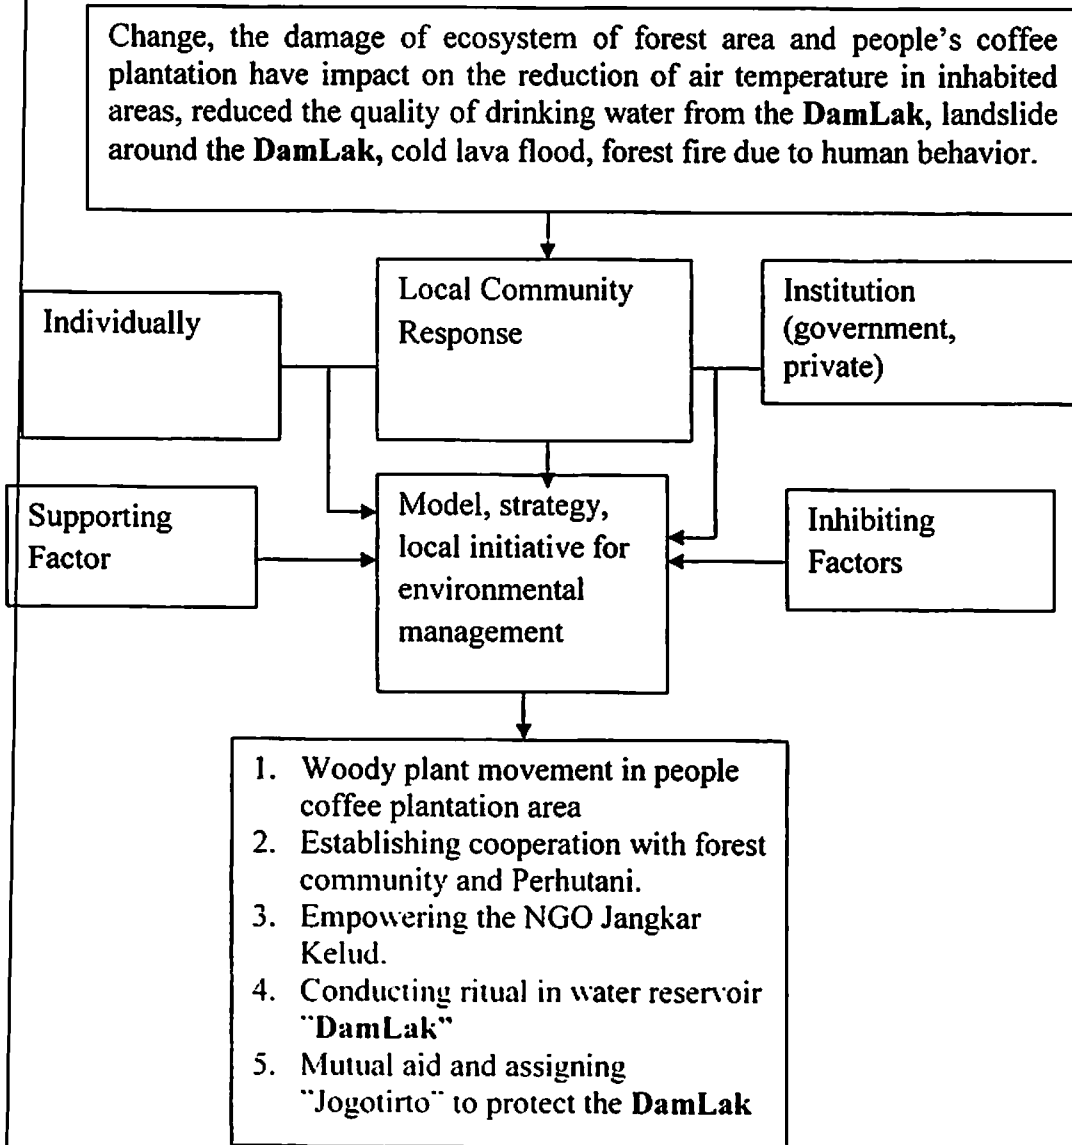 Change, the damage of ecosystem of forest area and people's coffee
plantation have impact on the reduction of air temperature in inhabited
areas, reduced the quality of drinking water from the DamLak, landslide
around the DamLak, cold lava flood, forest fire due to human behavior.
Individually
Local Community
Response
Institution
(government,
private)
Supporting
Factor
Model, strategy,
local initiative for
environmental
management
Inhibiting
Factors
1. Woody plant movement in people
coffee plantation area
2. Establishing cooperation with forest
community and Perhutani.
3. Empowering the NGO Jangkar
Kelud.
4. Conducting ritual in water reservoir
"DamLak"
5. Mutual aid and assigning
"Jogotirto" to protect the DamLak